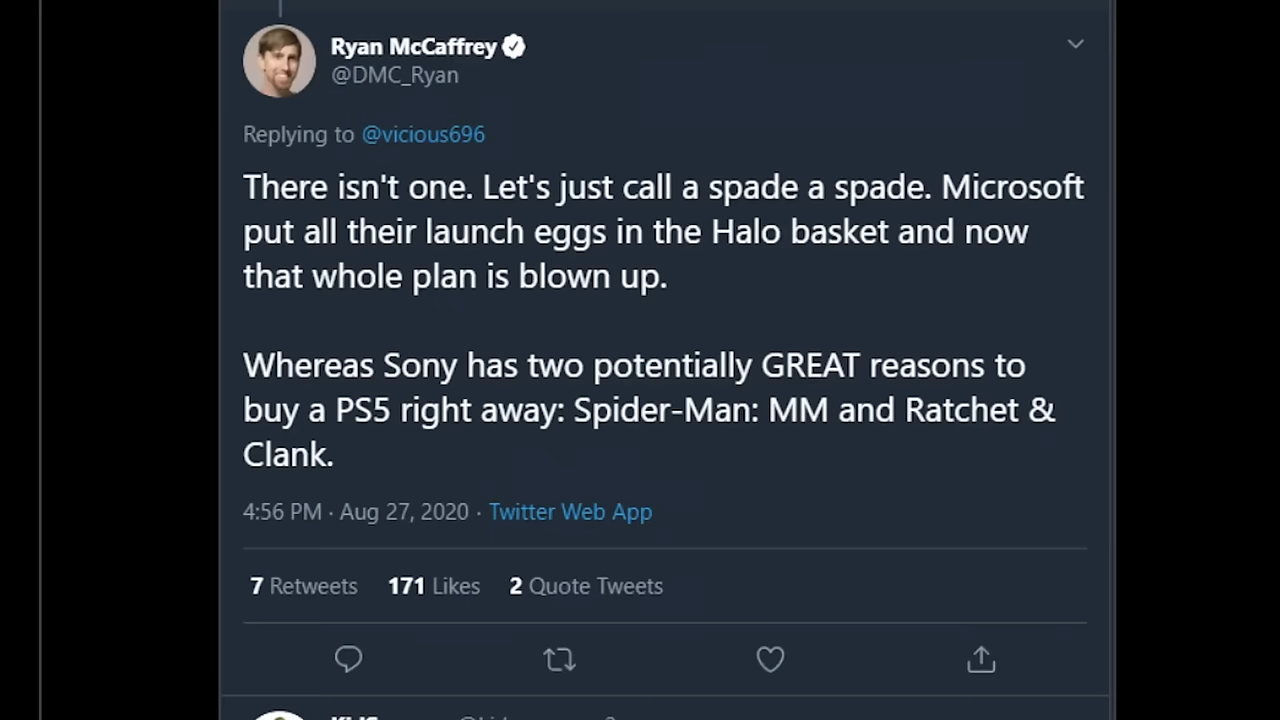 Ryan McCaffrey
@DMC_Ryan
Replying to @vicious696
There isn't one. Let's just call a spade a spade. Microsoft
put all their launch eggs in the Halo basket and now
that whole plan is blown up.
Whereas Sony has two potentially GREAT reasons to
buy a PS5 right away: Spider-Man: MM and Ratchet &
Clank.
4:56 PM · Aug 27, 2020 · Twitter Web App
7 Retweets 171 Likes 2 Quote Tweets